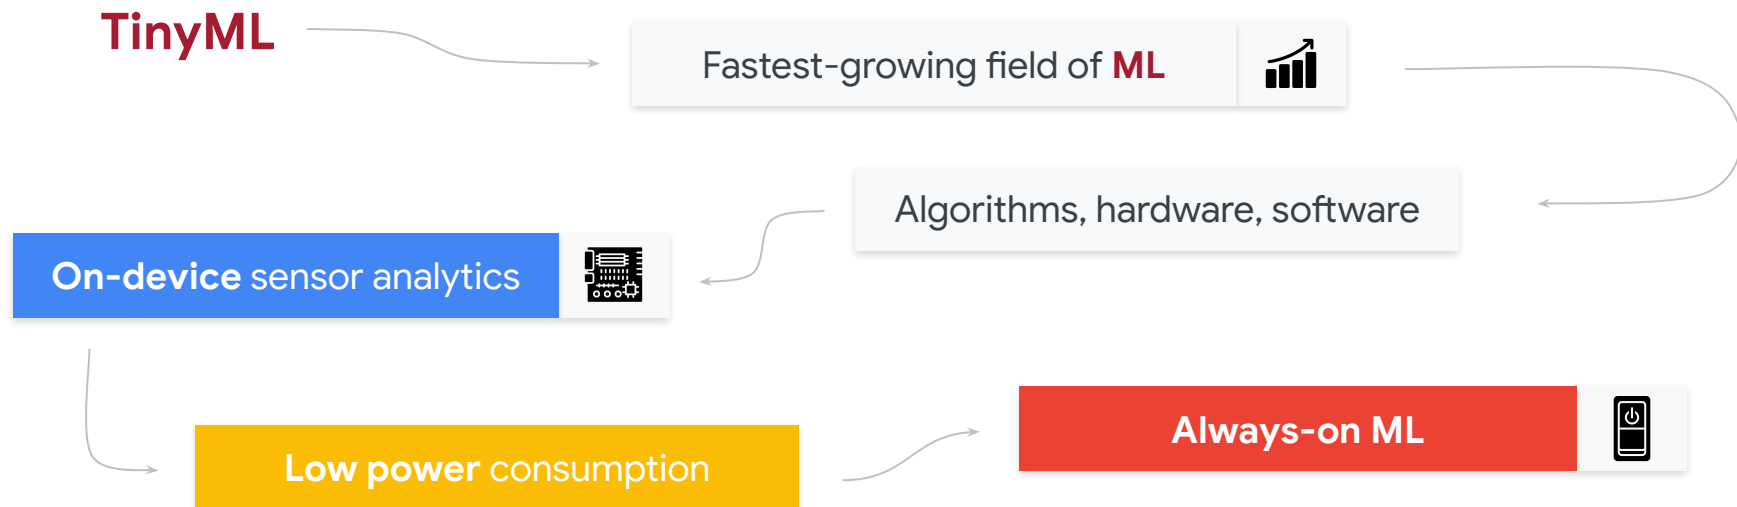 TinyML
Fastest-growing field of ML
Algorithms, hardware, software
On-device sensor analytics
Low power consumption
Always-on ML